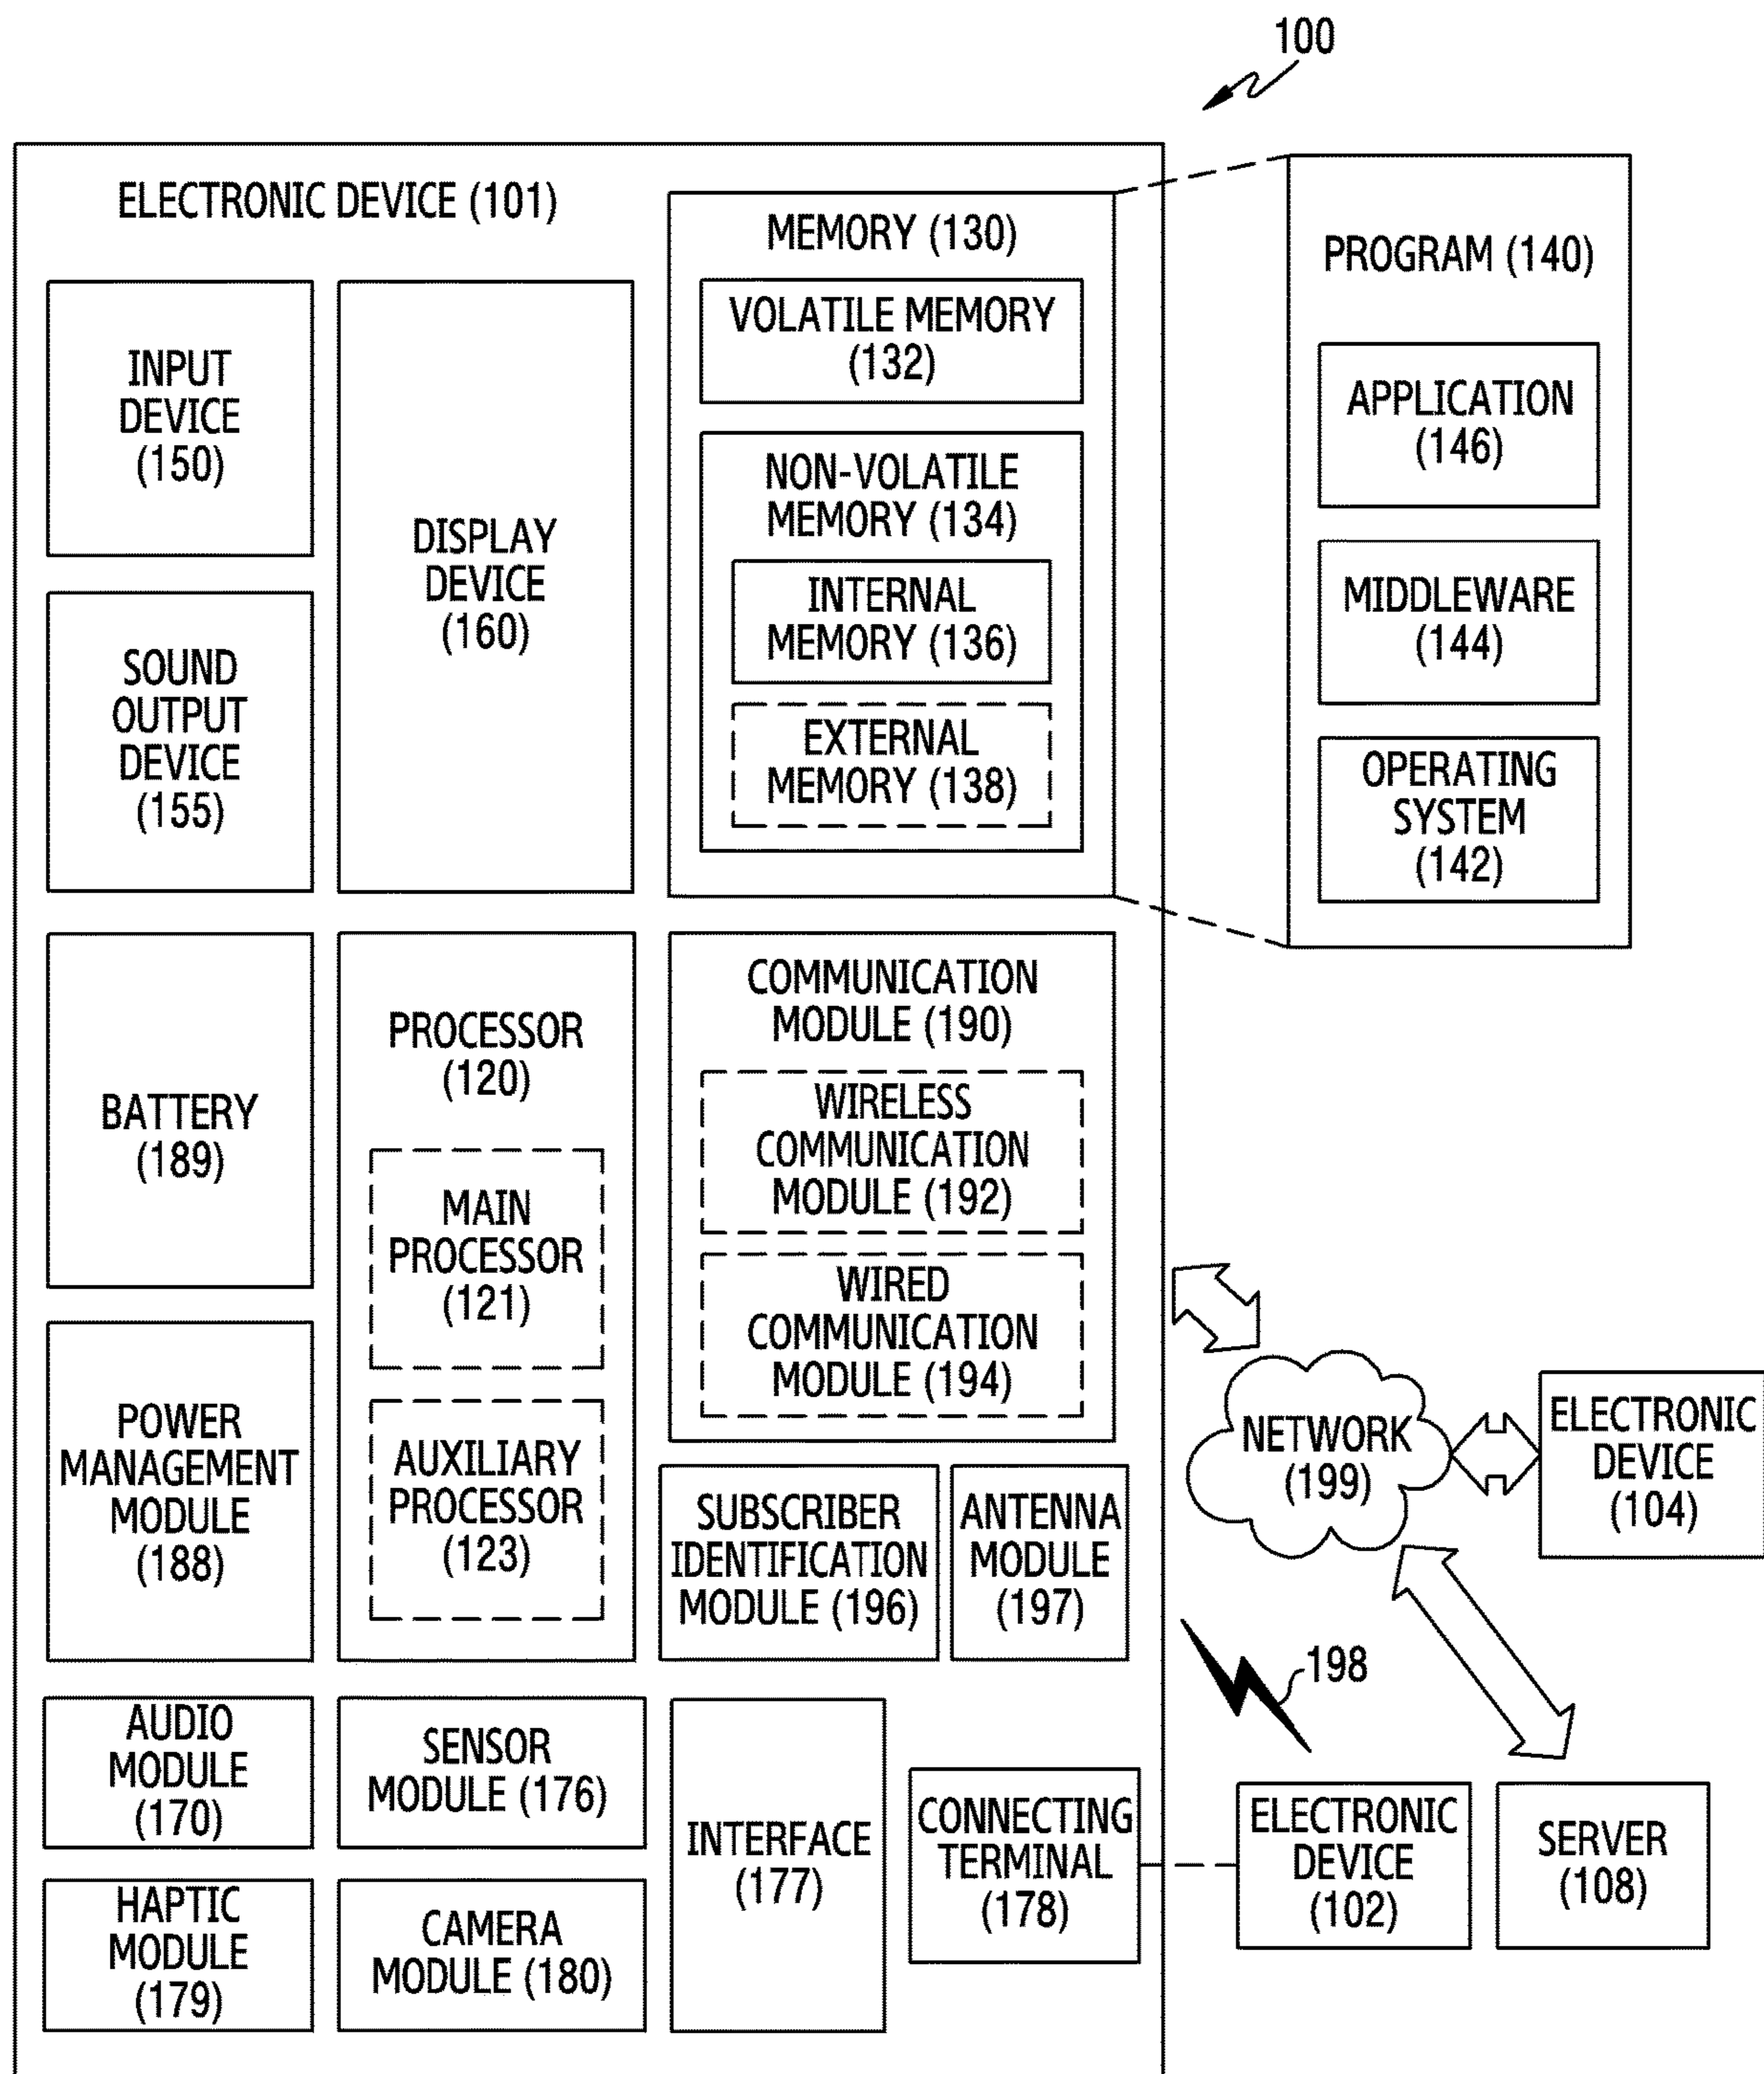 100
ELECTRONIC DEVICE (101)
INPUT
DEVICE
(150)
SOUND
OUTPUT
DEVICE
(155)
DISPLAY
DEVICE
(160)
MEMORY (130)
VOLATILE MEMORY
(132)
NON-VOLATILE
MEMORY (134)
INTERNAL
MEMORY (136)
EXTERNAL
MEMORY (138)
PROGRAM (140)
APPLICATION
(146)
MIDDLEWARE
(144)
OPERATING
SYSTEM
(142)
BATTERY
(189)
POWER
MANAGEMENT
MODULE
(188)
PROCESSOR
(120)
MAIN
PROCESSOR
(121)
AUXILIARY
PROCESSOR
(123)
COMMUNICATION
MODULE (190)
WIRELESS
COMMUNICATION
MODULE (192)
WIRED
COMMUNICATION
MODULE (194)
SUBSCRIBER
IDENTIFICATION
MODULE (196)
ANTENNA
MODULE
(197)
NETWORK
(199)
ELECTRONIC
DEVICE
(104)
198
AUDIO
MODULE
(170)
SENSOR
MODULE (176)
HAPTIC
MODULE
(179)
CAMERA
MODULE (180)
INTERFACE
(177)
CONNECTING
TERMINAL
(178)
ELECTRONIC
DEVICE
(102)
SERVER
(108)